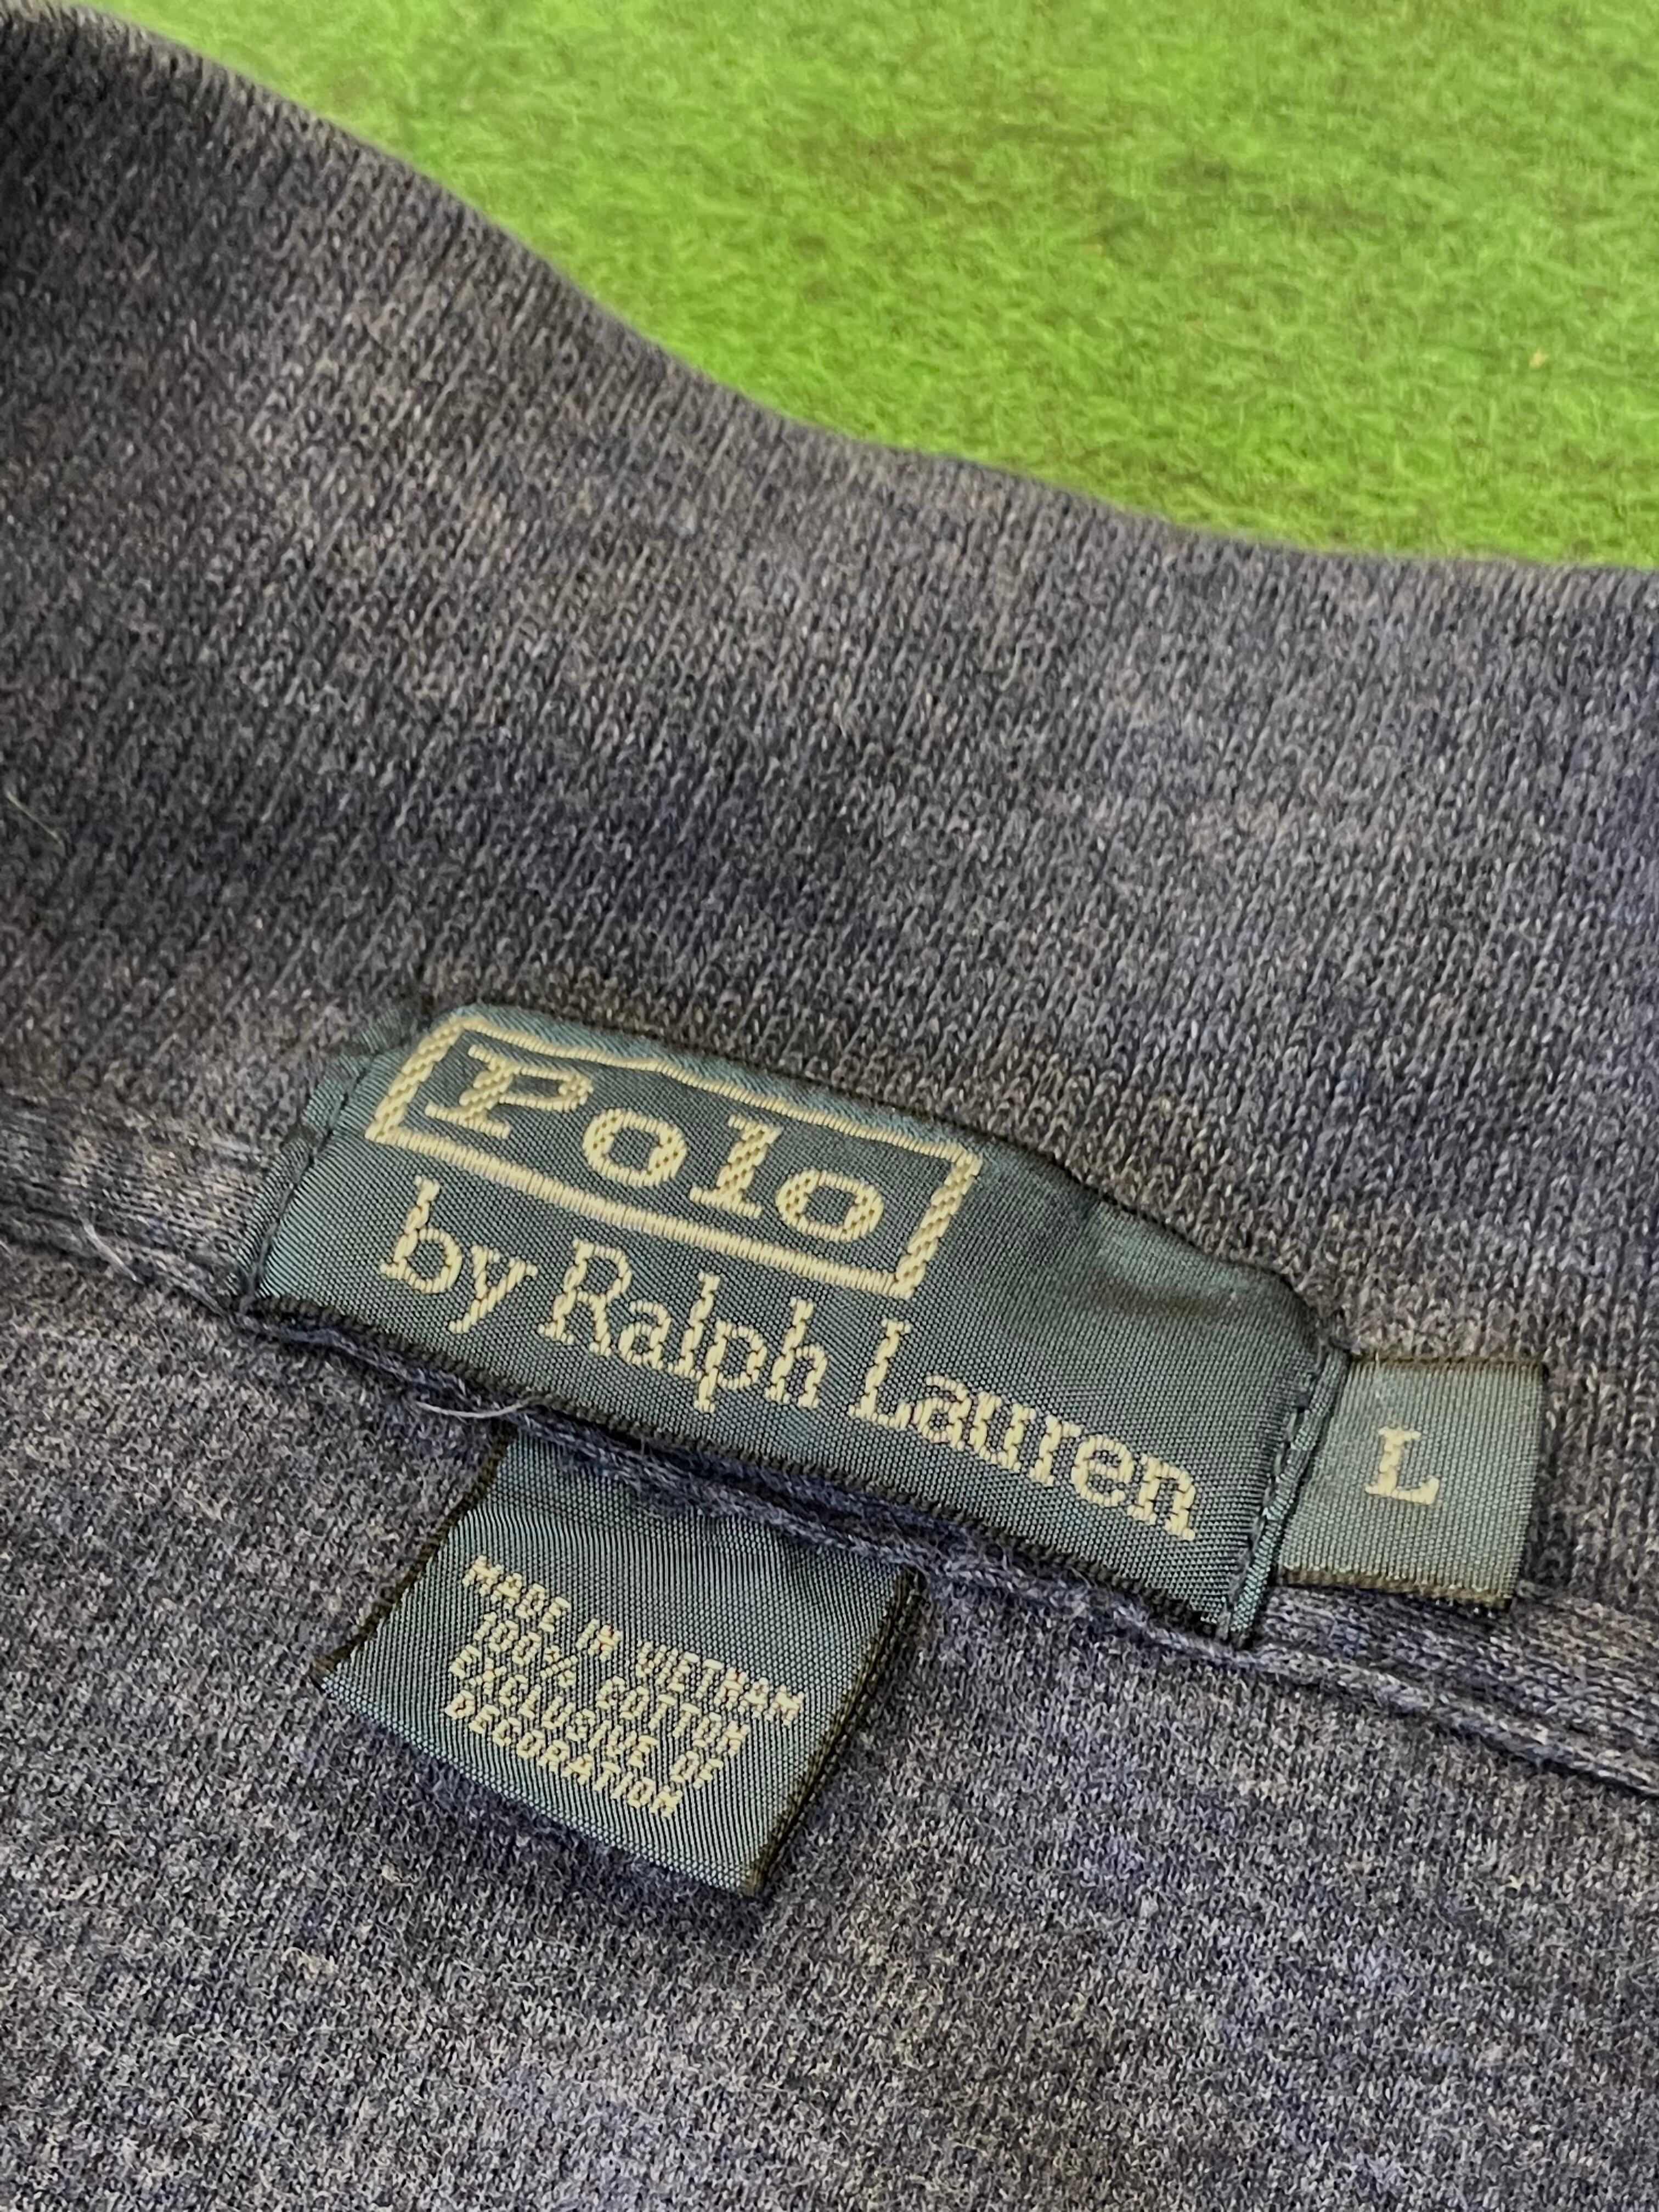 Polo
by Ralph Lauren
L
MADE IN VIETNAM
100% COTTON
EXCLUSIVE OF
DECORATION